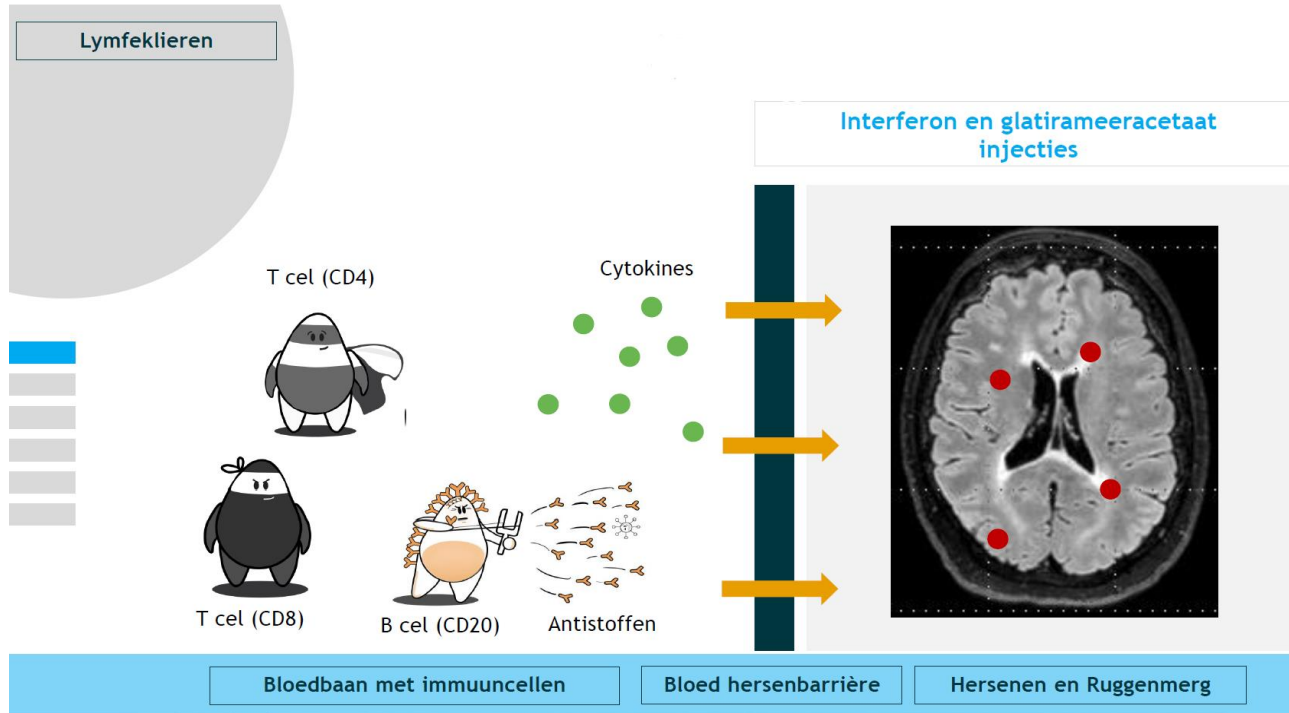 Lymfeklieren
Interferon en glatirameeracetaat
injecties
T cel (CD4)
Cytokines
T cel (CD8)
B cel (CD20)
Antistoffen
Bloedbaan met immuuncellen
Bloed hersenbarrière
Hersenen en Ruggenmerg